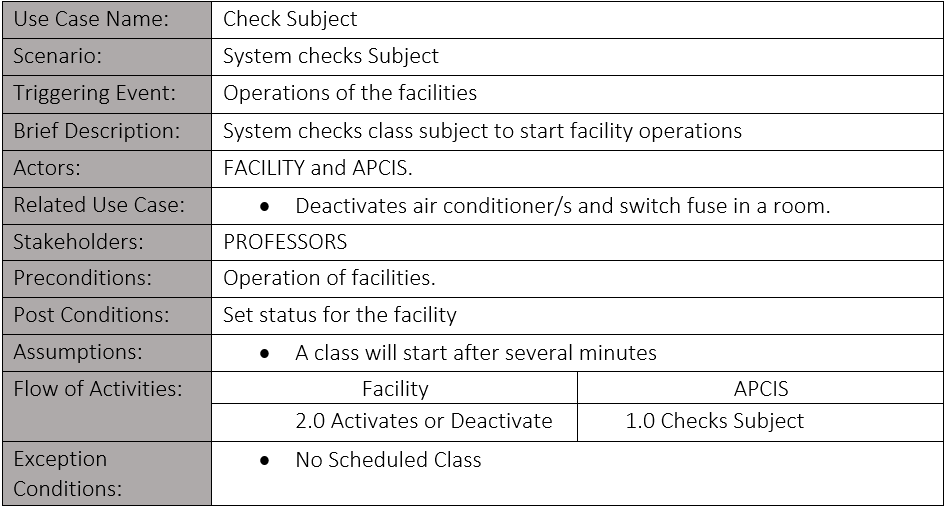 Use Case Name: Check Subject
Scenario: System checks Subject
Triggering Event: Operations of the facilities
Brief Description: System checks class subject to start facility operations
Actors: FACILITY and APCIS.
Related Use Case: • Deactivates air conditioner/s and switch fuse in a room.
Stakeholders: PROFESSORS
Preconditions: Operation of facilities.
Post Conditions: Set status for the facility
Assumptions: • A class will start after several minutes
Flow of Activities: Facility APCIS
2.0 Activates or Deactivate 1.0 Checks Subject
Exception • No Scheduled Class
Conditions: